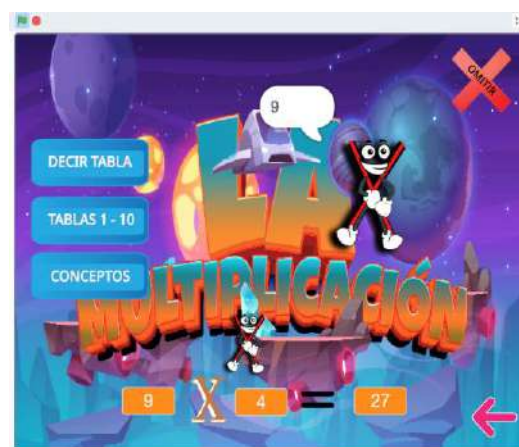 OMITIR
9
DECIR TABLA
LA
TABLAS 1 - 10
CONCEPTOS
MULTIPLICACIÓN
9 X 4 = 27